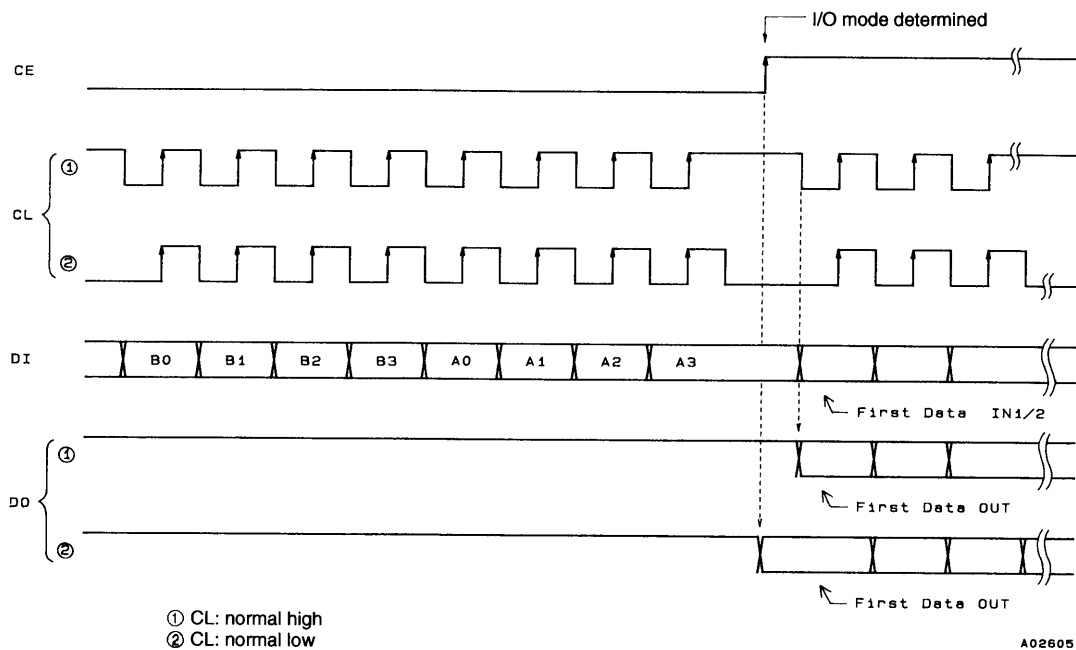 I/O mode determined
CE
CL
①
②
DI
B0 B1 B2 B3 A0 A1 A2 A3
First Data IN1/2
DO
①
First Data OUT
②
First Data OUT
① CL: normal high
② CL: normal low
A02605